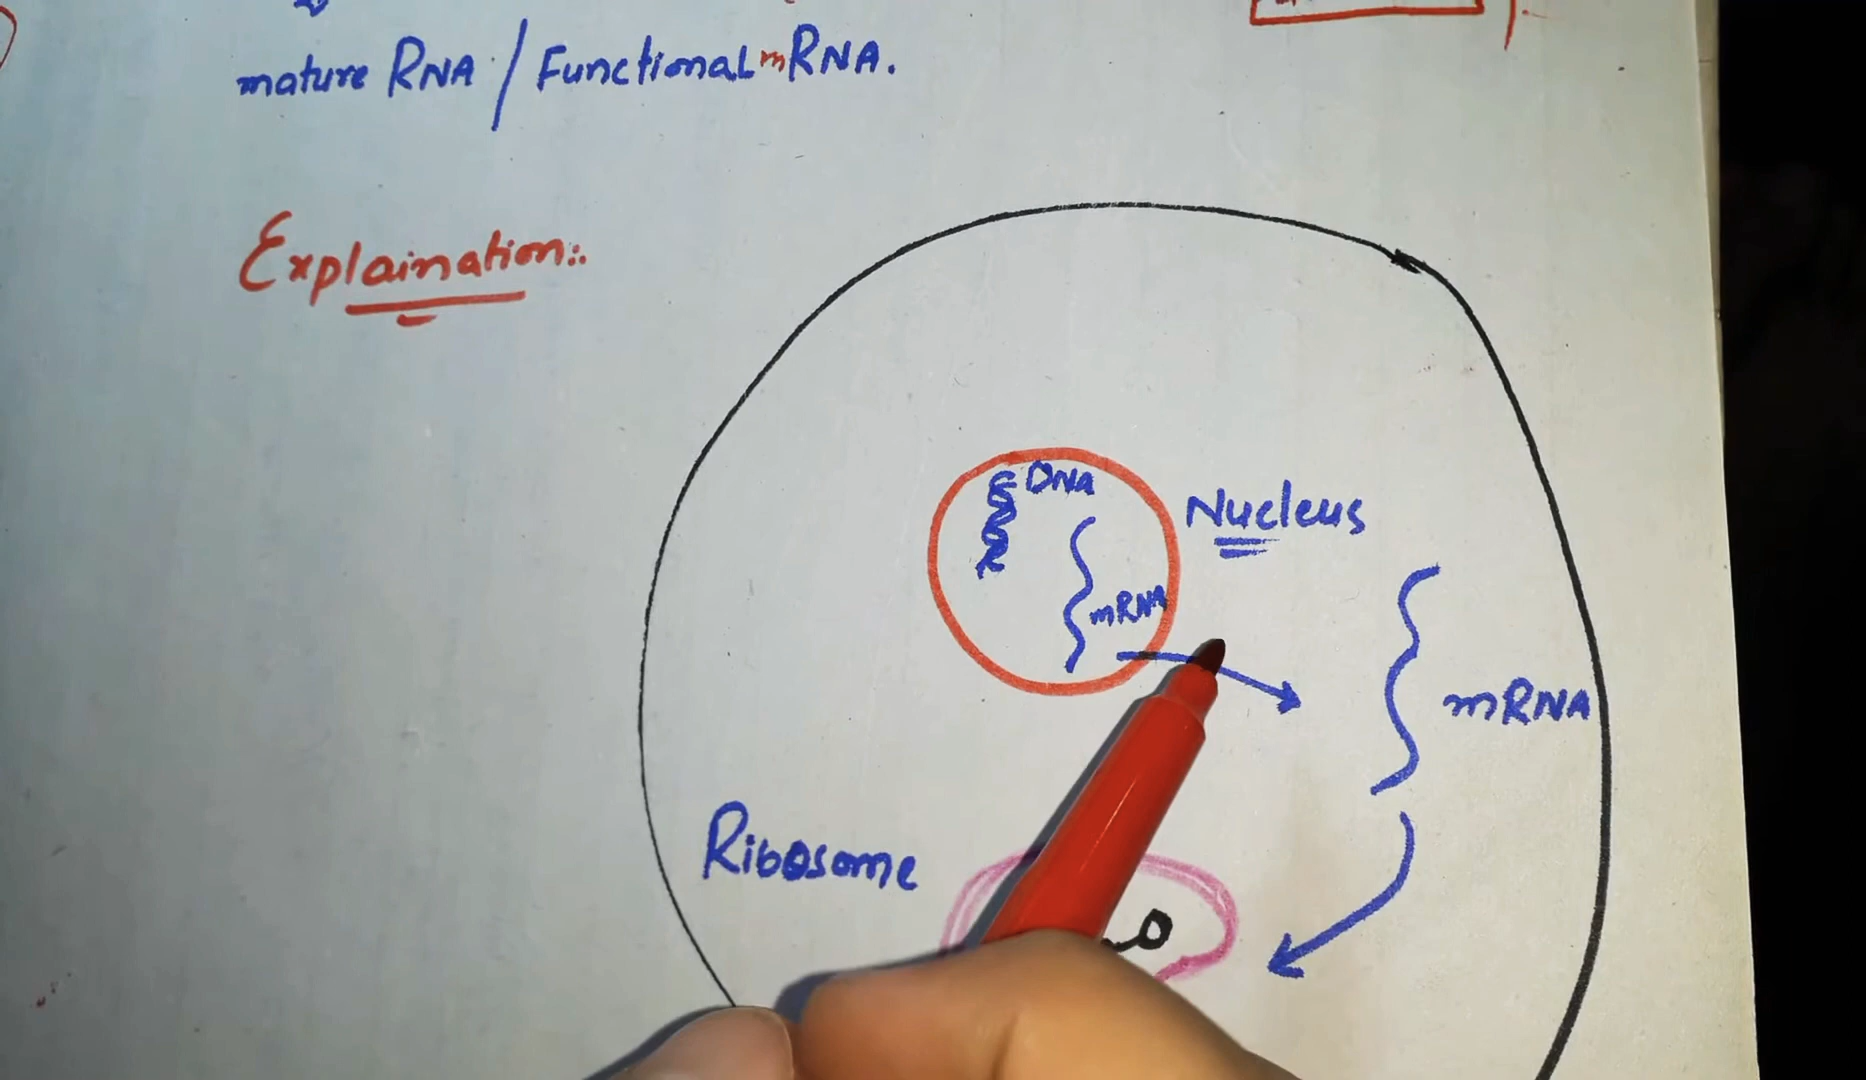 mature RNA / Functional mRNA.
Explaination:.
DNA
Nucleus
mRNA
mRNA
Ribosome